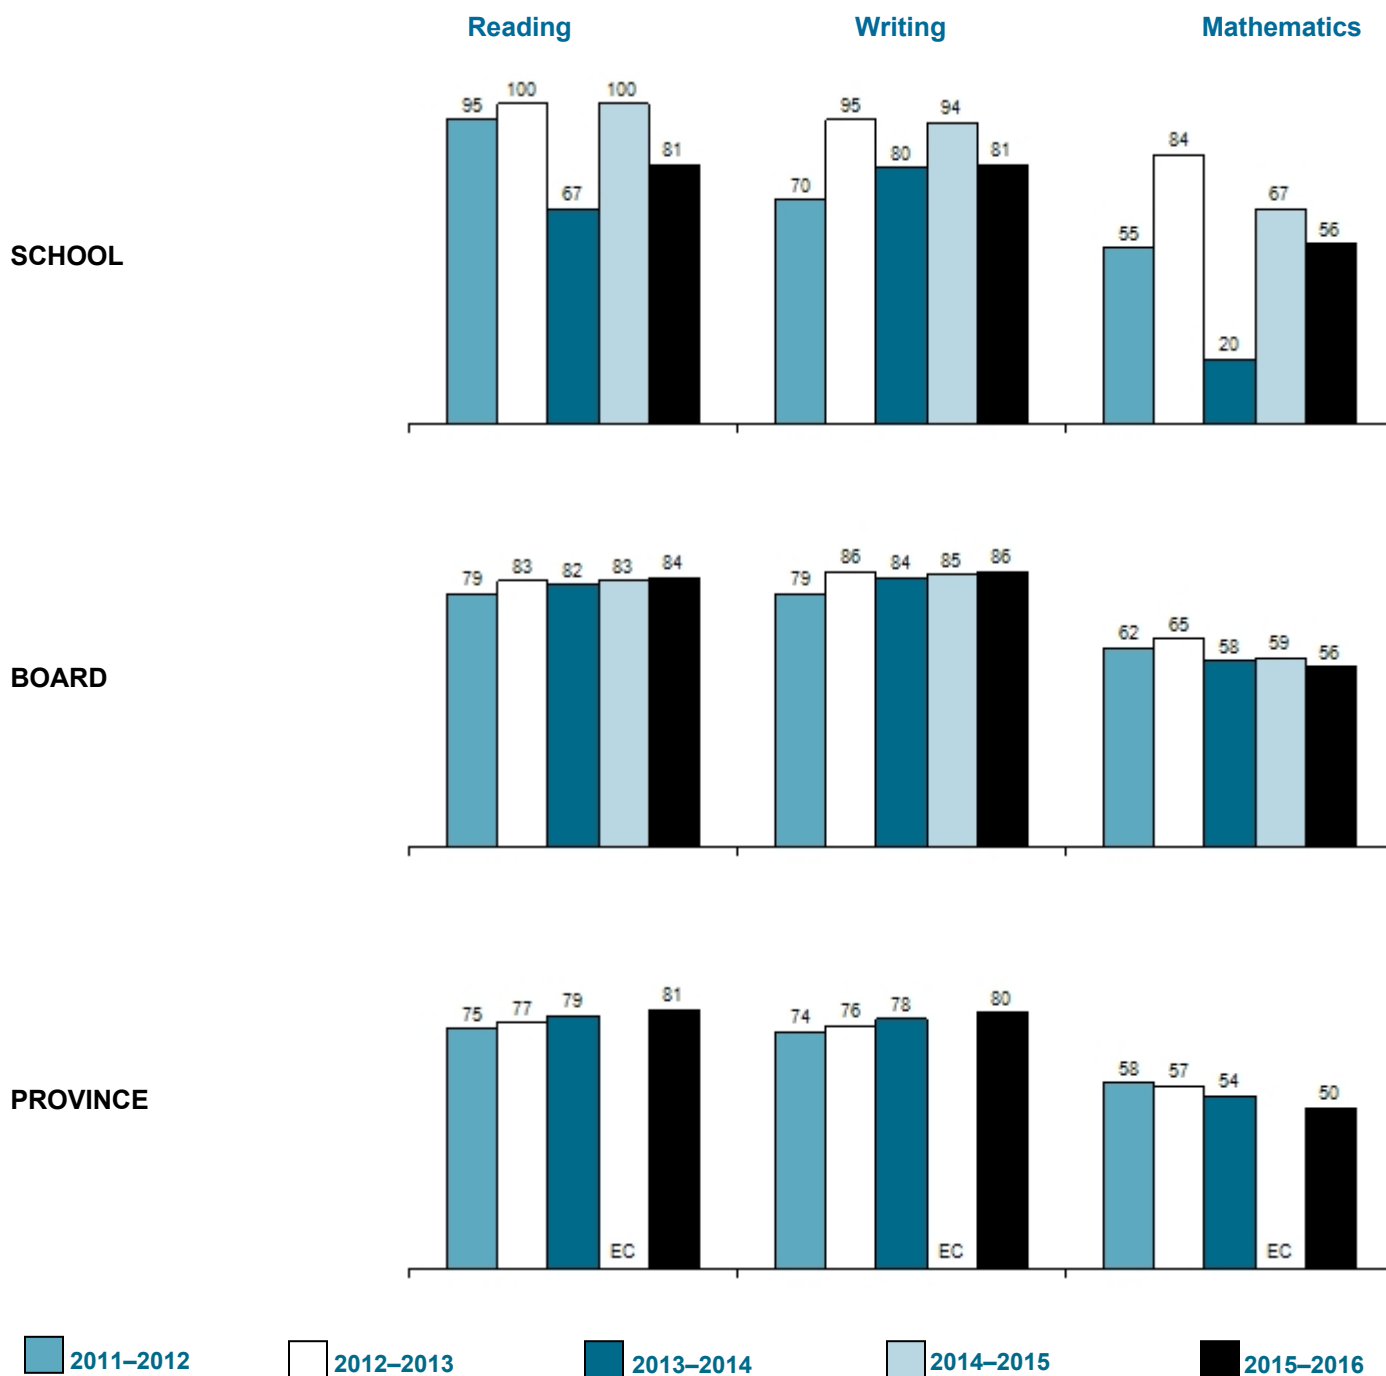 Reading Writing Mathematics
95 100 67 100 81 70 95 80 94 81 55 84 20 67 56
SCHOOL
79 83 82 83 84 79 86 84 85 86 62 65 58 59 56
BOARD
75 77 79 EC 81 74 76 78 EC 80 58 57 54 EC 50
PROVINCE
2011–2012 2012–2013 2013–2014 2014–2015 2015–2016